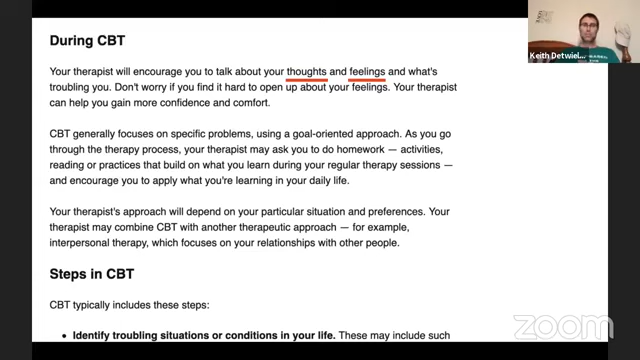 During CBT
Your therapist will encourage you to talk about your thoughts and feelings and what's
troubling you. Don't worry if you find it hard to open up about your feelings. Your therapist
can help you gain more confidence and comfort.
CBT generally focuses on specific problems, using a goal-oriented approach. As you go
through the therapy process, your therapist may ask you to do homework — activities,
reading or practices that build on what you learn during your regular therapy sessions —
and encourage you to apply what you're learning in your daily life.
Your therapist's approach will depend on your particular situation and preferences. Your
therapist may combine CBT with another therapeutic approach — for example,
interpersonal therapy, which focuses on your relationships with other people.
Steps in CBT
CBT typically includes these steps:
• Identify troubling situations or conditions in your life. These may include such
Keith Detwiel
zoom